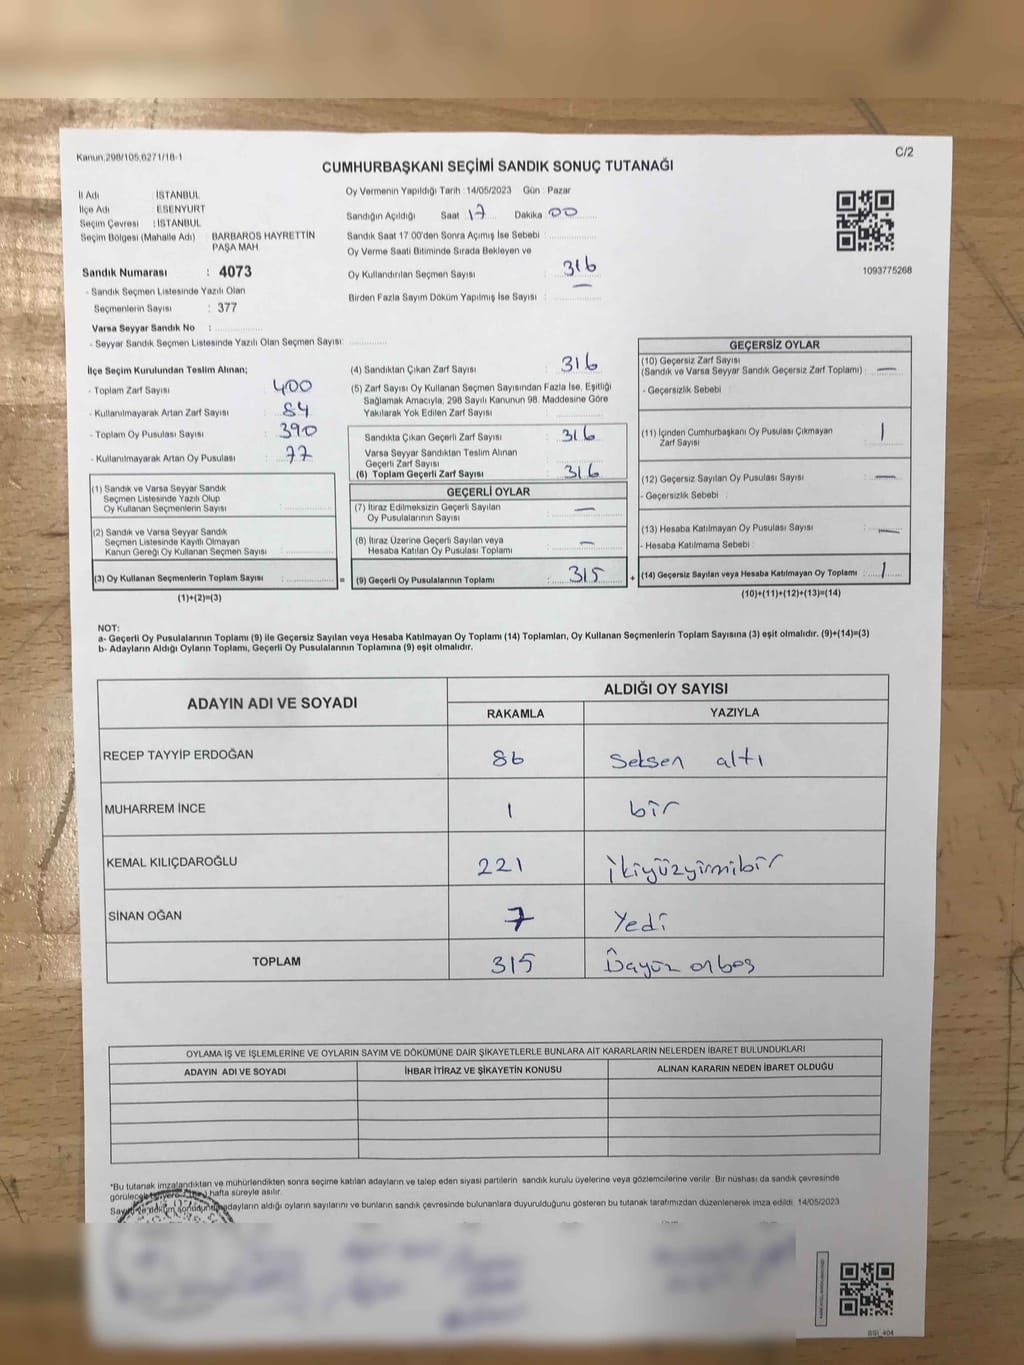 Kanun,298/105,6271/18-1
C/2
CUMHURBAŞKANI SEÇİMİ SANDIK SONUÇ TUTANAĞI
İl Adı : İSTANBUL
İlçe Adı : ESENYURT
Seçim Çevresi : İSTANBUL
Seçim Bölgesi (Mahalle Adı) BARBAROS HAYRETTİN
PAŞA MAH.
Sandık Numarası : 4073
- Sandık Seçmen Listesinde Yazılı Olan
Seçmenlerin Sayısı : 377
Varsa Seyyar Sandık No :
- Seyyar Sandık Seçmen Listesinde Yazılı Olan Seçmen Sayısı:
Oy Vermenin Yapıldığı Tarih :14/05/2023 Gün : Pazar
Sandığın Açıldığı Saat 17 Dakika 00
Sandık Saat 17:00'den Sonra Açımış İse Sebebi :
Oy Verme Saati Bitiminde Sırada Bekleyen ve
Oy Kullandırılan Seçmen Sayısı : 316
Birden Fazla Sayım Döküm Yapılmış İse Sayısı :
1093775268
İlçe Seçim Kurulundan Teslim Alınan;
- Toplam Zarf Sayısı : 400
- Kullanılmayarak Artan Zarf Sayısı : 84
- Toplam Oy Pusulası Sayısı : 390
- Kullanılmayarak Artan Oy Pusulası : 77
(1) Sandık ve Varsa Seyyar Sandık
Seçmen Listesinde Yazılı Olup
Oy Kullanan Seçmenlerin Sayısı :
(2) Sandık ve Varsa Seyyar Sandık
Seçmen Listesinde Kayıtlı Olmayan
Kanun Gereği Oy Kullanan Seçmen Sayısı :
(3) Oy Kullanan Seçmenlerin Toplam Sayısı : =
(1)+(2)=(3)
(4) Sandıktan Çıkan Zarf Sayısı : 316
(5) Zarf Sayısı Oy Kullanan Seçmen Sayısından Fazla İse, Eşitliği
Sağlamak Amacıyla, 298 Sayılı Kanunun 98. Maddesine Göre
Yakılarak Yok Edilen Zarf Sayısı :
Sandıkta Çıkan Geçerli Zarf Sayısı : 316
Varsa Seyyar Sandıktan Teslim Alınan
Geçerli Zarf Sayısı :
(6) Toplam Geçerli Zarf Sayısı : 316
GEÇERLİ OYLAR
(7) İtiraz Edilmeksizin Geçerli Sayılan
Oy Pusulalarının Sayısı : —
(8) İtiraz Üzerine Geçerli Sayılan veya
Hesaba Katılan Oy Pusulası Toplamı : —
(9) Geçerli Oy Pusulalarının Toplamı : 315 +
GEÇERSİZ OYLAR
(10) Geçersiz Zarf Sayısı
(Sandık ve Varsa Seyyar Sandık Geçersiz Zarf Toplamı) : —
- Geçersizlik Sebebi :
(11) İçinden Cumhurbaşkanı Oy Pusulası Çıkmayan
Zarf Sayısı : 1
(12) Geçersiz Sayılan Oy Pusulası Sayısı : —
- Geçersizlik Sebebi :
(13) Hesaba Katılmayan Oy Pusulası Sayısı : —
- Hesaba Katılmama Sebebi :
(14) Geçersiz Sayılan veya Hesaba Katılmayan Oy Toplamı : 1
(10)+(11)+(12)+(13)=(14)
NOT:
a- Geçerli Oy Pusulalarının Toplamı (9) ile Geçersiz Sayılan veya Hesaba Katılmayan Oy Toplamı (14) Toplamları, Oy Kullanan Seçmenlerin Toplam Sayısına (3) eşit olmalıdır. (9)+(14)=(3)
b- Adayların Aldığı Oyların Toplamı, Geçerli Oy Pusulalarının Toplamına (9) eşit olmalıdır.
ADAYIN ADI VE SOYADI ALDIĞI OY SAYISI
RAKAMLA YAZIYLA
RECEP TAYYİP ERDOĞAN 86 Seksen altı
MUHARREM İNCE 1 bir
KEMAL KILIÇDAROĞLU 221 ikiyüzyirmibir
SİNAN OĞAN 7 Yedi
TOPLAM 315 Üçyüz onbeş
OYLAMA İŞ VE İŞLEMLERİNE VE OYLARIN SAYIM VE DÖKÜMÜNE DAİR ŞİKAYETLERLE BUNLARA AİT KARARLARIN NELERDEN İBARET BULUNDUKLARI
ADAYIN ADI VE SOYADI İHBAR İTİRAZ VE ŞİKAYETİN KONUSU ALINAN KARARIN NEDEN İBARET OLDUĞU
*Bu tutanak imzalandıktan ve mühürlendikten sonra seçime katılan adayların ve talep eden siyasi partilerin sandık kurulu üyelerine veya gözlemcilerine verilir. Bir nüshası da sandık çevresinde
hafta süreyle asılır.
adayların aldığı oyların sayılarını ve bunların sandık çevresinde bulunanlara duyurulduğunu gösteren bu tutanak tarafımızdan düzenlenerek imza edildi. 14/05/2023